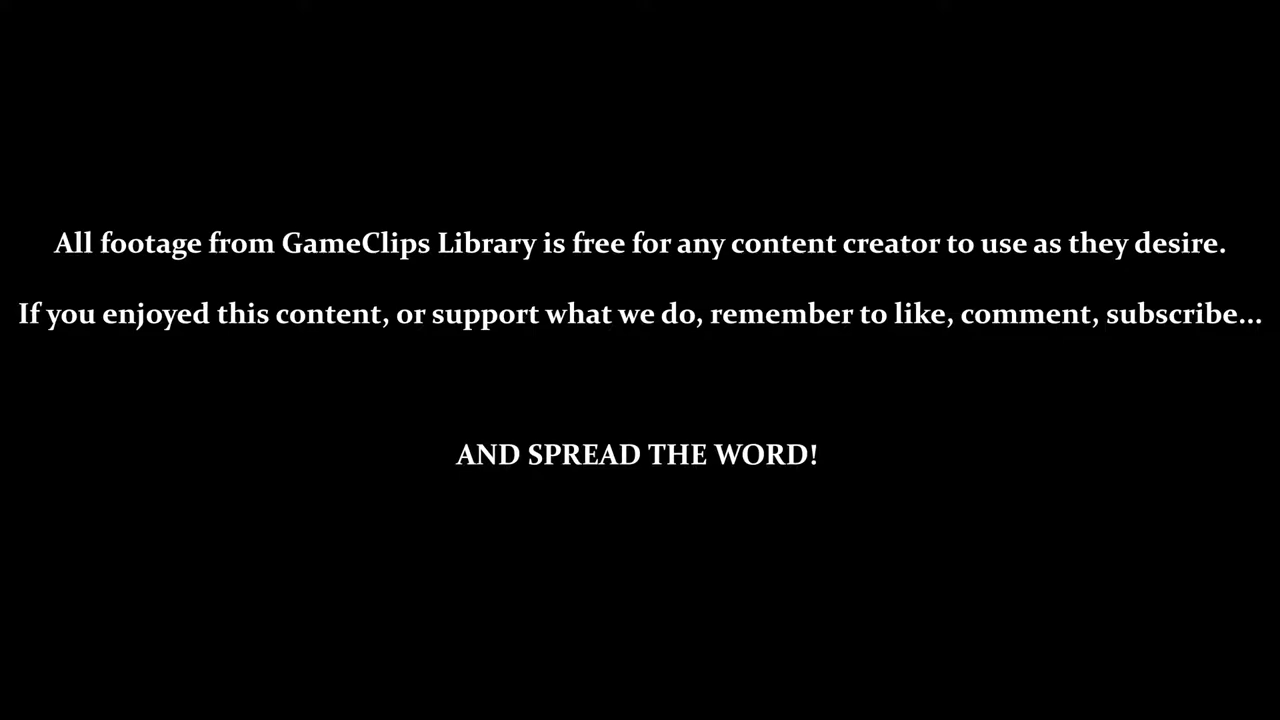 All footage from GameClips Library is free for any content creator to use as they desire.
If you enjoyed this content, or support what we do, remember to like, comment, subscribe...
AND SPREAD THE WORD!